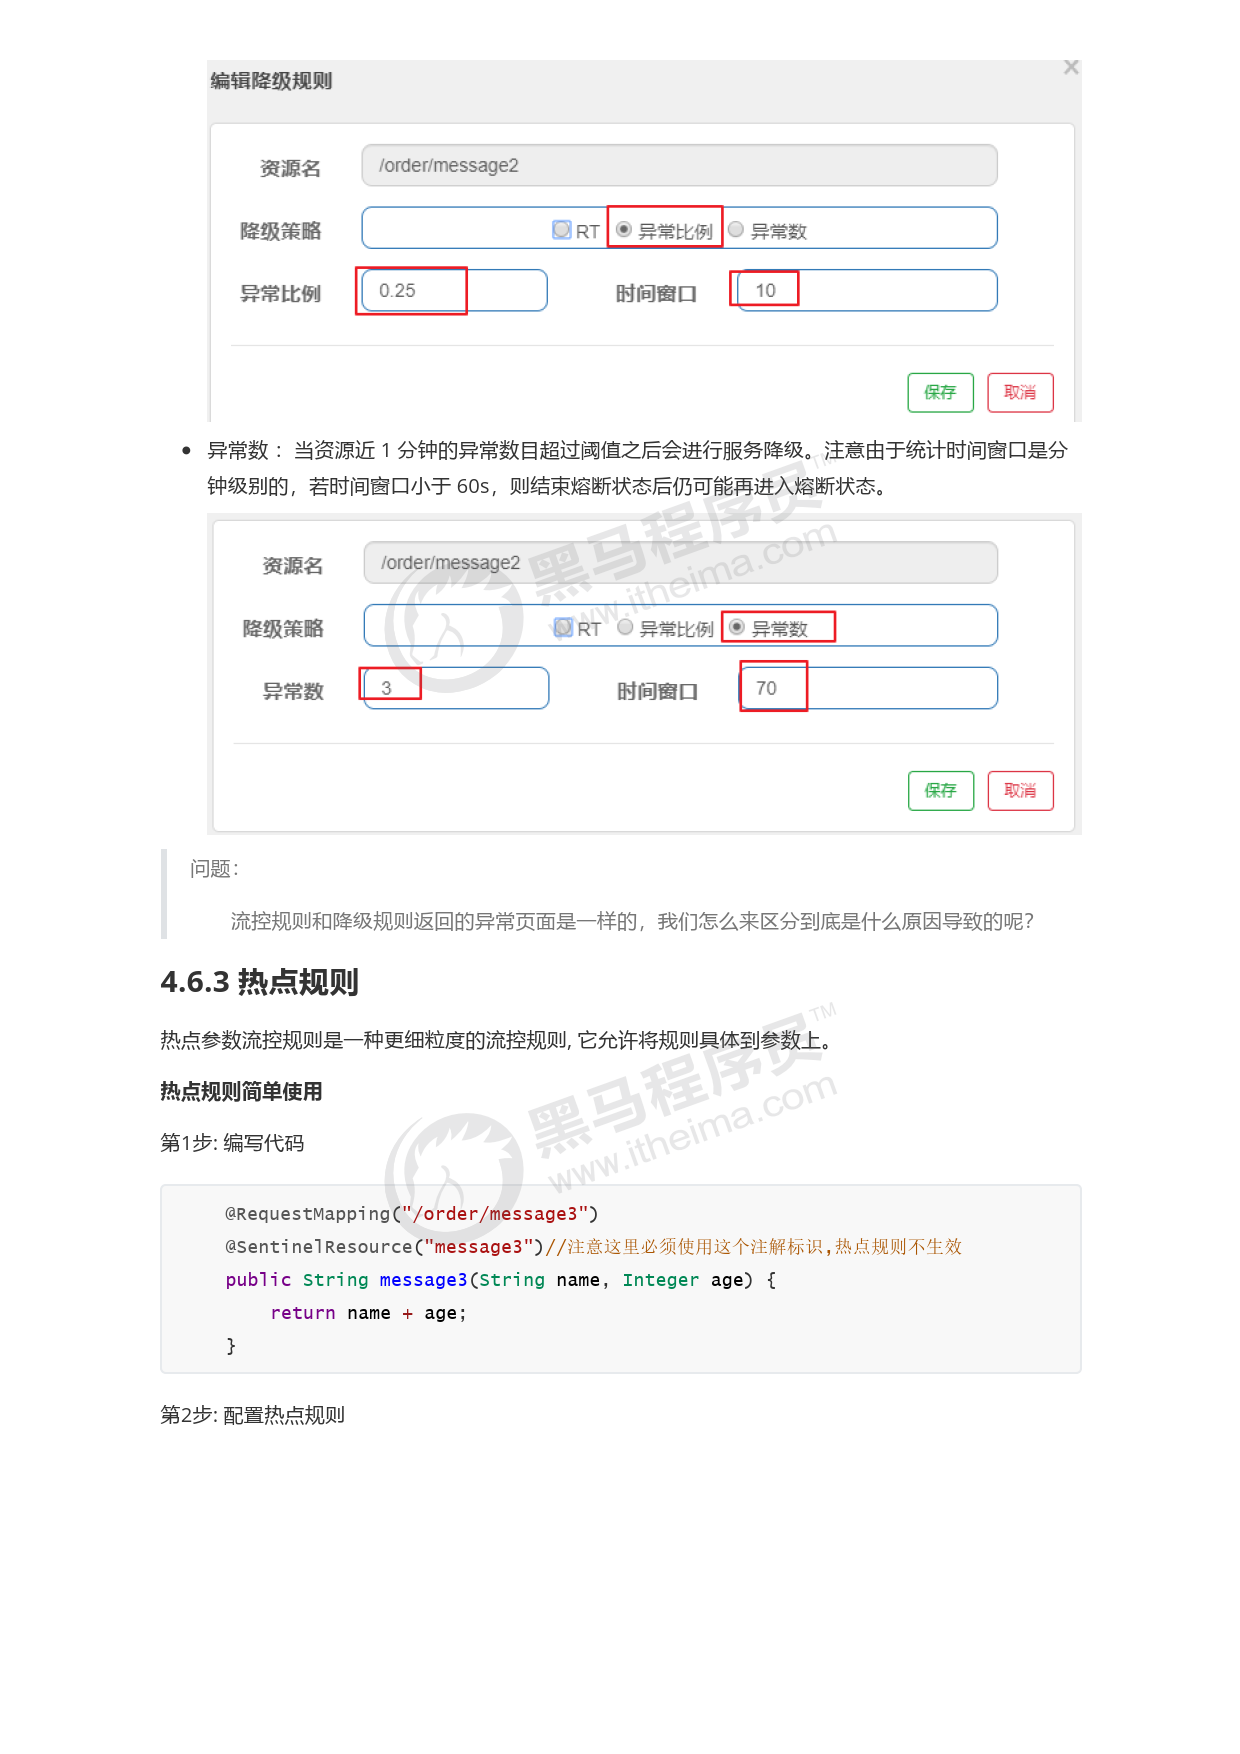 编辑降级规则 ×
资源名 /order/message2
降级策略 RT 异常比例 异常数
异常比例 0.25 时间窗口 10
保存 取消
• 异常数 ：当资源近 1 分钟的异常数目超过阈值之后会进行服务降级。注意由于统计时间窗口是分
钟级别的，若时间窗口小于 60s，则结束熔断状态后仍可能再进入熔断状态。
资源名 /order/message2
降级策略 RT 异常比例 异常数
异常数 3 时间窗口 70
保存 取消
黑马程序员™
www.itheima.com
问题：
流控规则和降级规则返回的异常页面是一样的，我们怎么来区分到底是什么原因导致的呢？
4.6.3 热点规则
热点参数流控规则是一种更细粒度的流控规则, 它允许将规则具体到参数上。
热点规则简单使用
第1步: 编写代码
黑马程序员™
www.itheima.com
@RequestMapping("/order/message3")
@SentinelResource("message3")//注意这里必须使用这个注解标识,热点规则不生效
public String message3(String name, Integer age) {
return name + age;
}
第2步: 配置热点规则